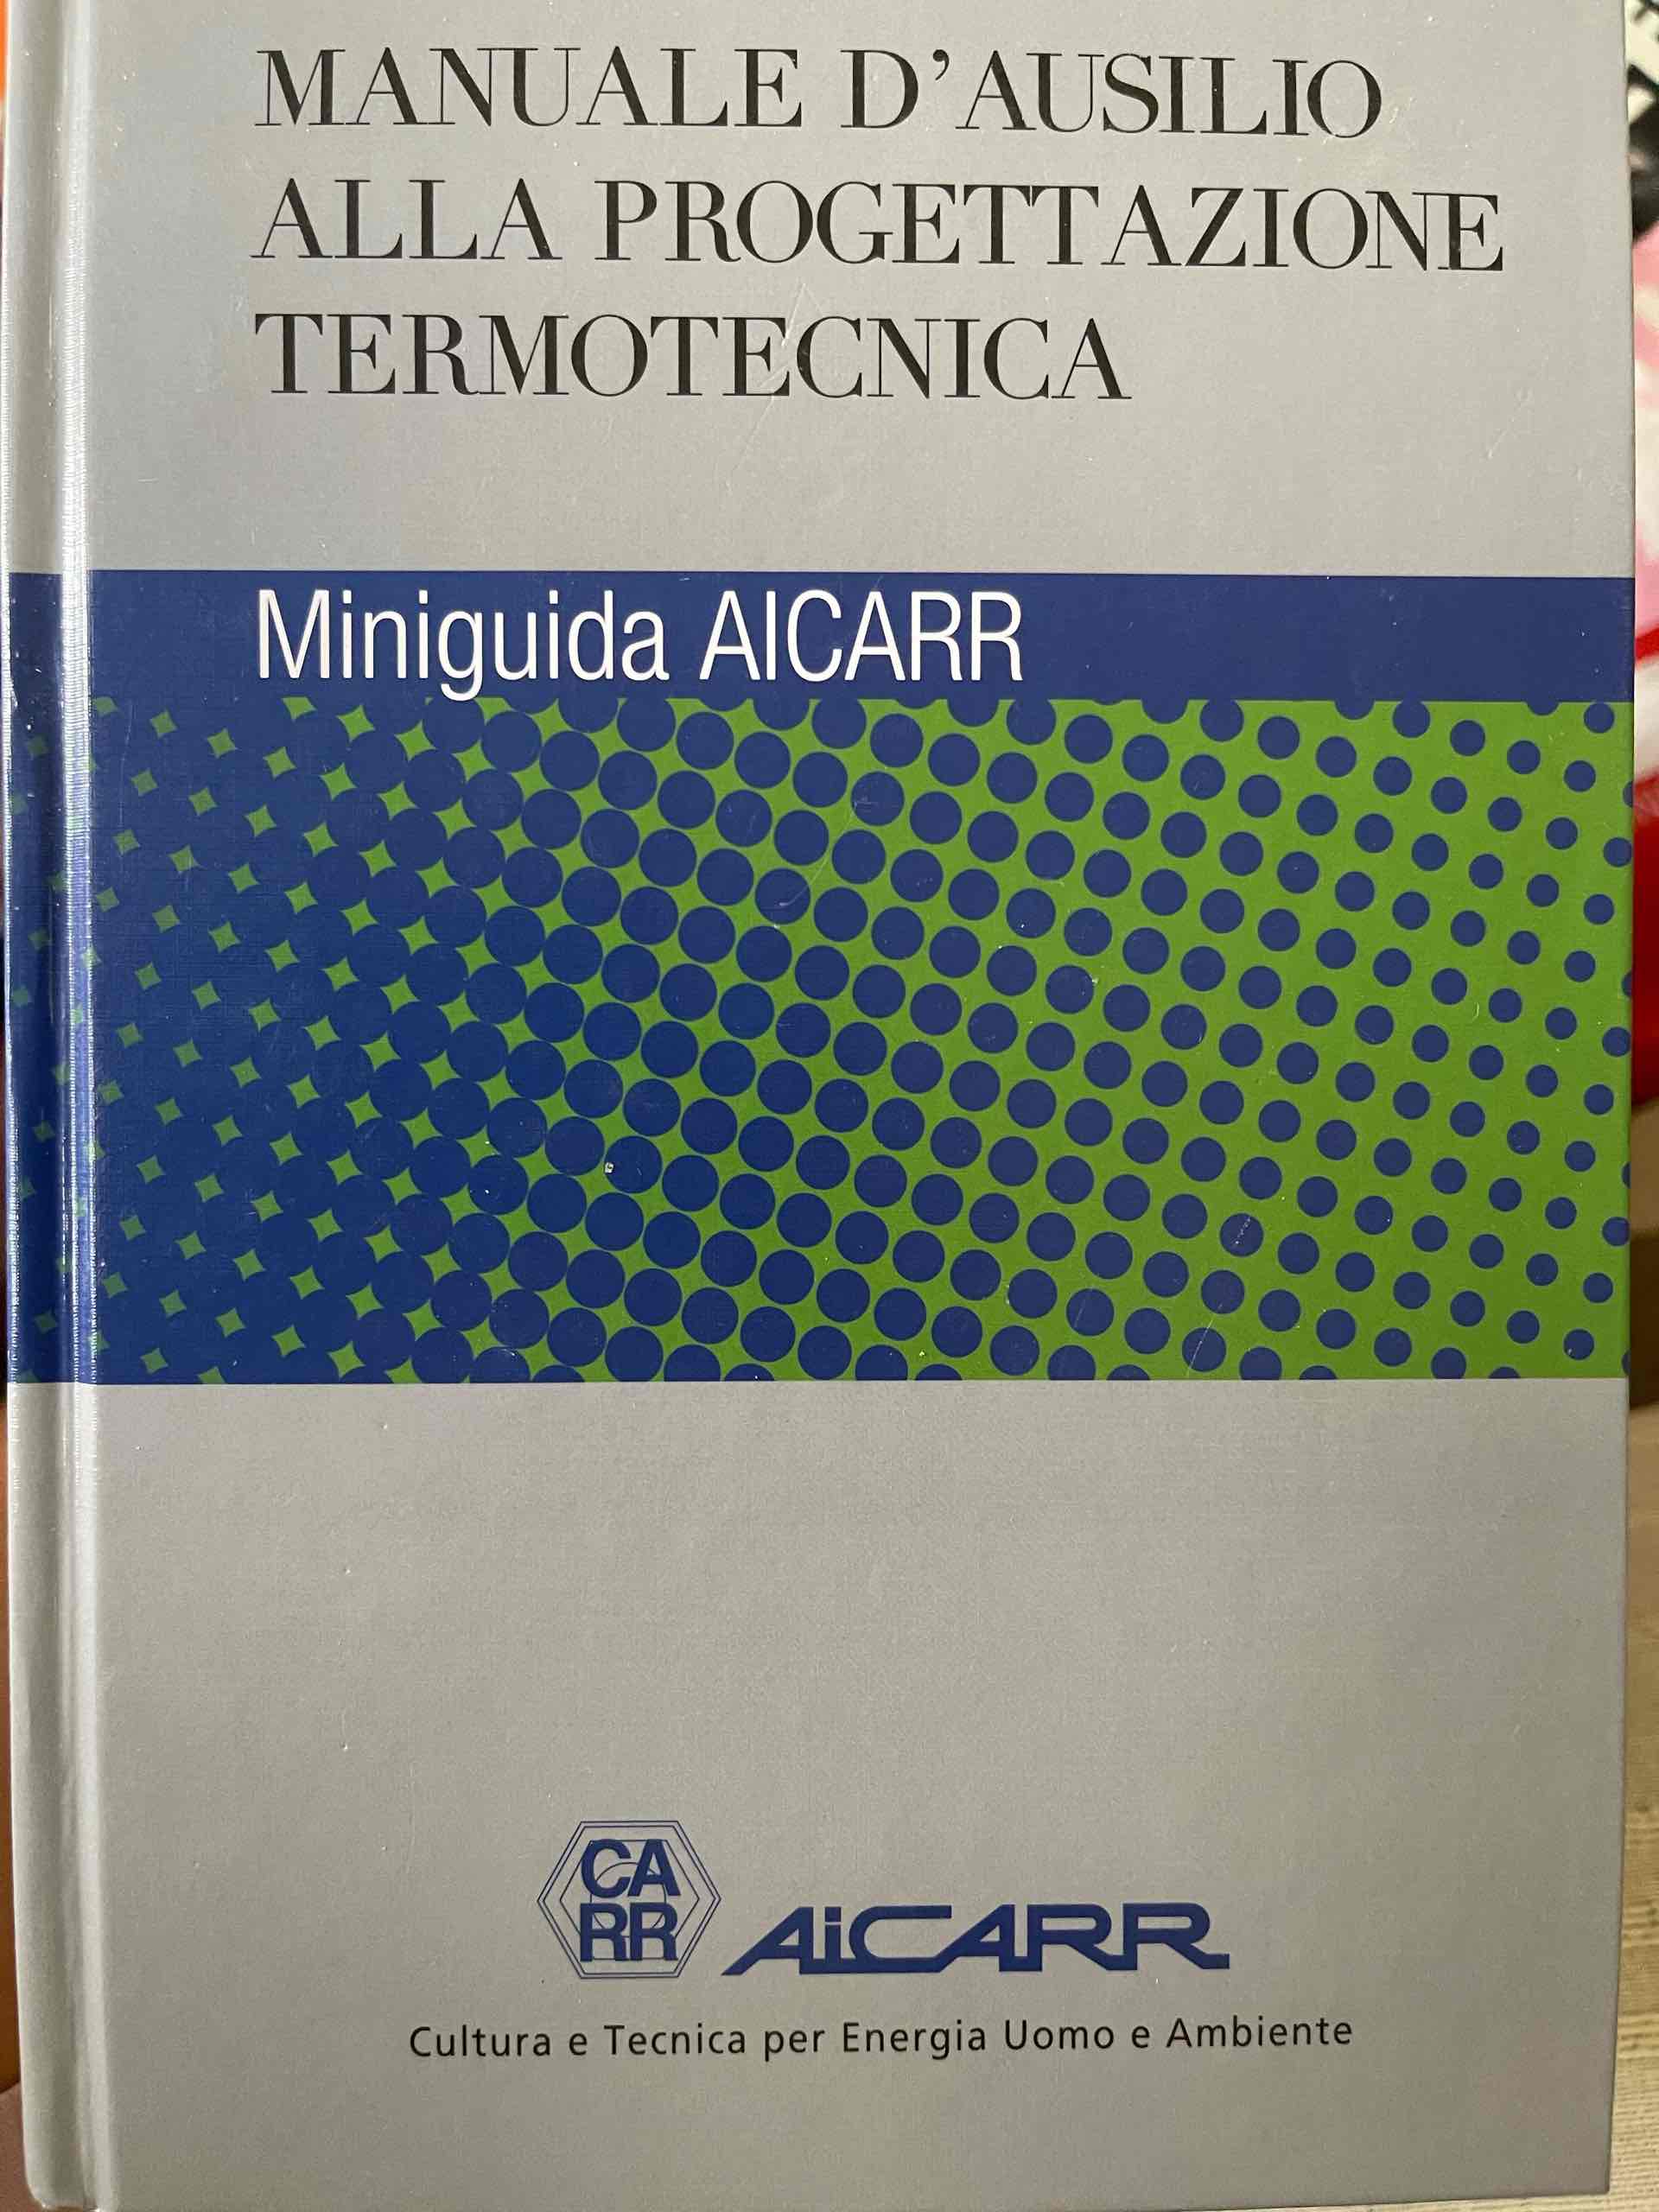 MANUALE D'AUSILIO
ALLA PROGETTAZIONE
TERMOTECNICA
Miniguida AICARR
CA
RR
AiCARR
Cultura e Tecnica per Energia Uomo e Ambiente